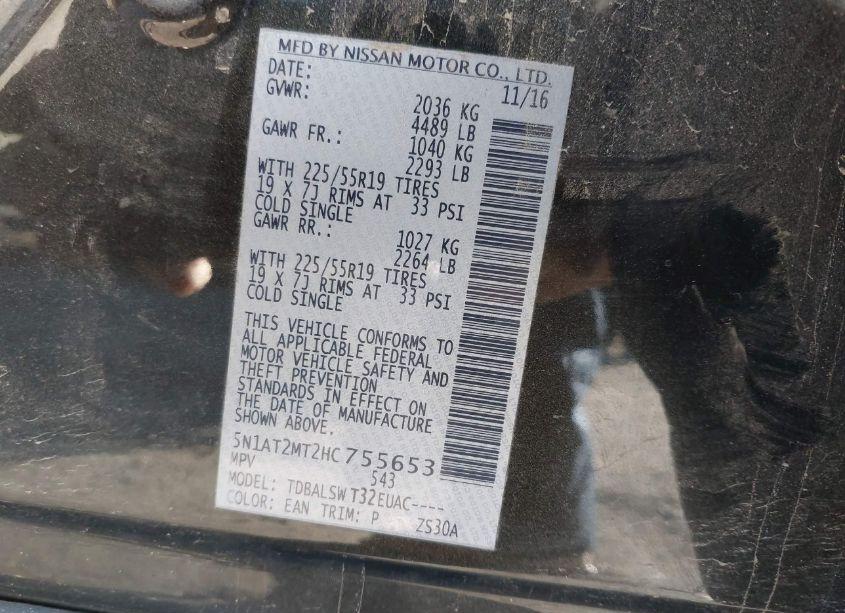 MFD BY NISSAN MOTOR CO., LTD.
DATE: 11/16
GVWR: 2036 KG
4489 LB
GAWR FR.: 1040 KG
2293 LB
WITH 225/55R19 TIRES
19 X 7J RIMS AT 33 PSI
COLD SINGLE
GAWR RR.: 1027 KG
2264 LB
WITH 225/55R19 TIRES
19 X 7J RIMS AT 33 PSI
COLD SINGLE
THIS VEHICLE CONFORMS TO
ALL APPLICABLE FEDERAL
MOTOR VEHICLE SAFETY AND
THEFT PREVENTION
STANDARDS IN EFFECT ON
THE DATE OF MANUFACTURE
SHOWN ABOVE.
5N1AT2MT2HC755653
MPV 543
MODEL: TDBALSW T32EUAC----
COLOR: EAN TRIM: P ZS30A